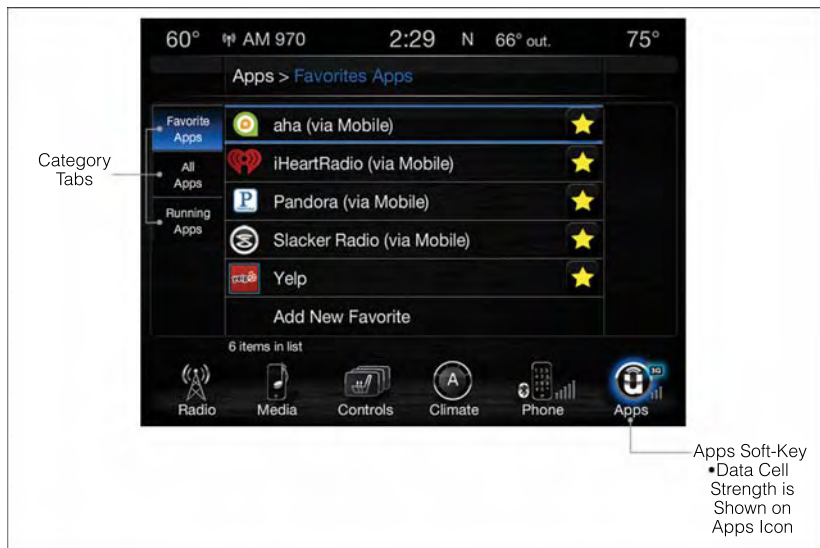 60° AM 970 2:29 N 66° out. 75°
Apps > Favorites Apps
Favorite
Apps
aha (via Mobile)
Category
Tabs
All
Apps
iHeartRadio (via Mobile)
P
Pandora (via Mobile)
Running
Apps
Slacker Radio (via Mobile)
yelp
Yelp
Add New Favorite
6 items in list
A
3G
Radio Media Controls Climate Phone Apps
Apps Soft-Key
•Data Cell
Strength is
Shown on
Apps Icon